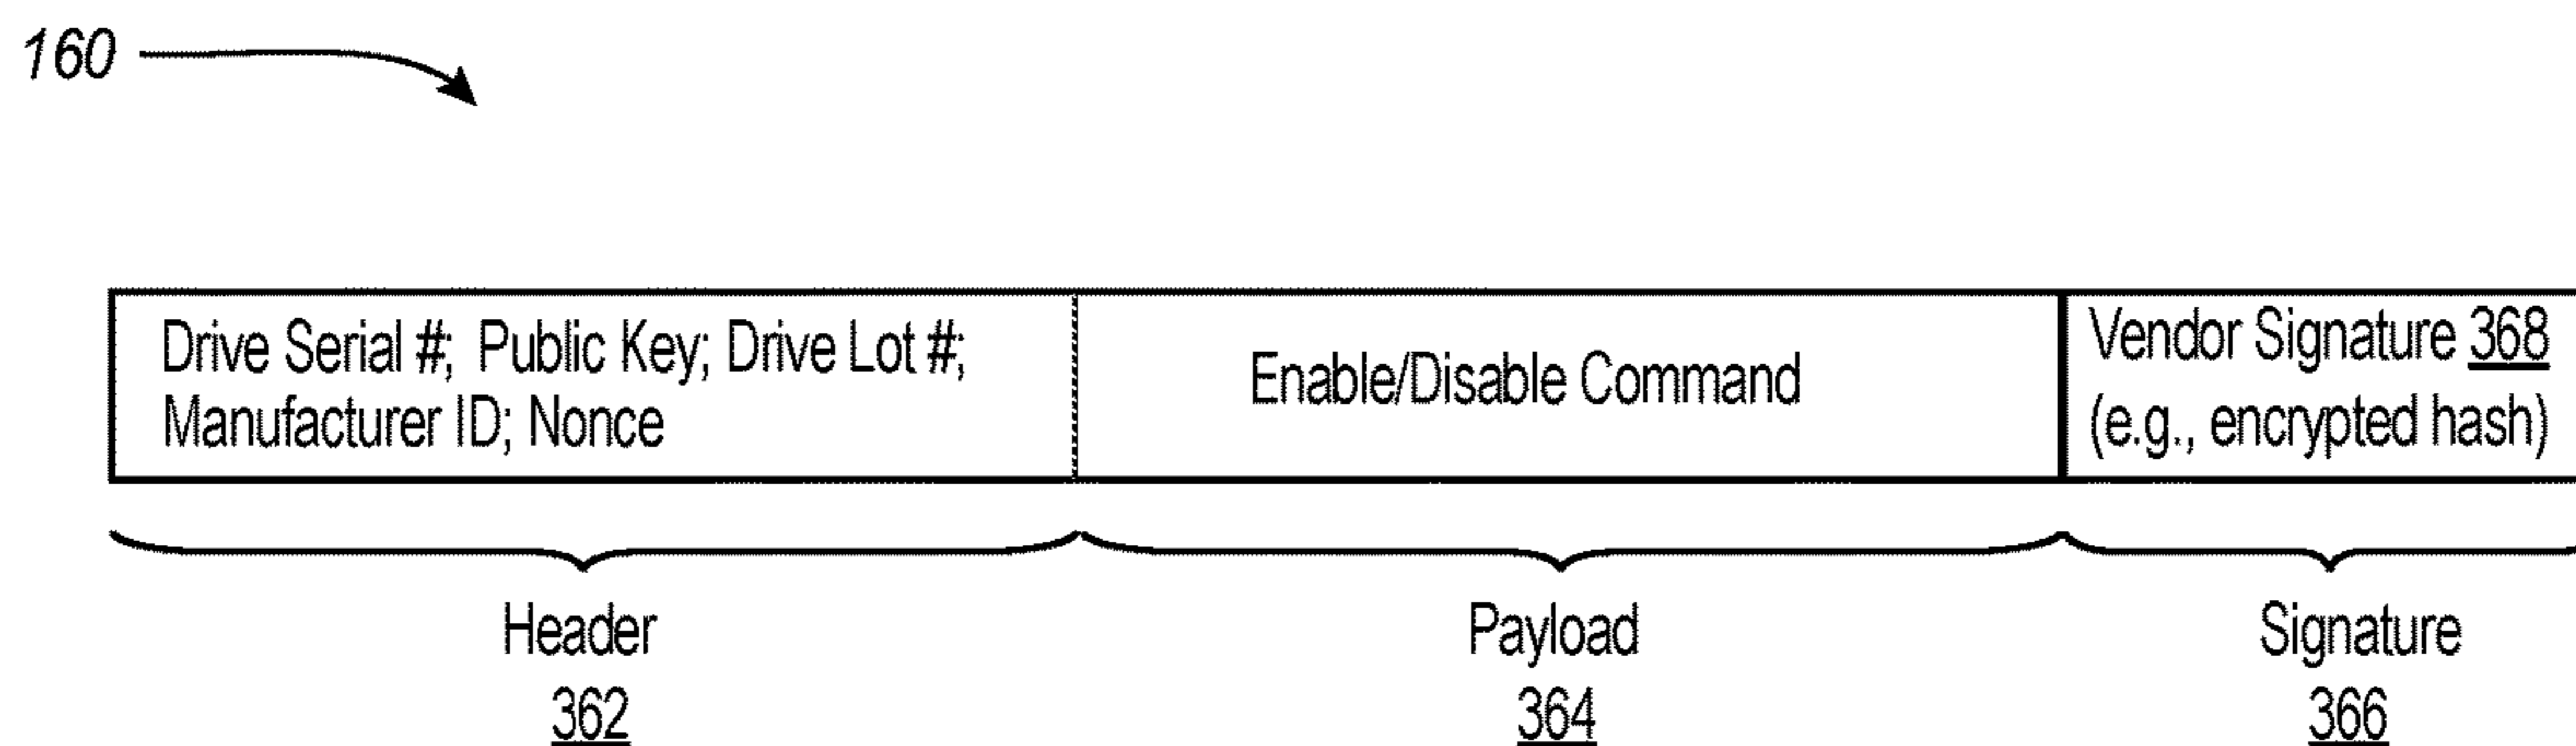 160
Drive Serial #; Public Key; Drive Lot #;
Manufacturer ID; Nonce
Enable/Disable Command
Vendor Signature 368
(e.g., encrypted hash)
Header
362
Payload
364
Signature
366